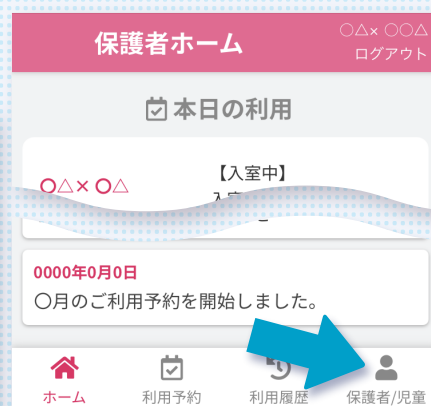 保護者ホーム
○△× ○○△
ログアウト
本日の利用
○△× ○△
【入室中】
0000年0月0日
○月のご利用予約を開始しました。
ホーム
利用予約
利用履歴
保護者/児童